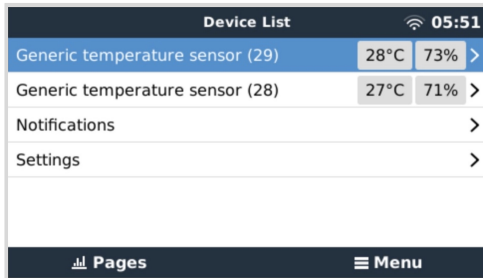 Device List 05:51
Generic temperature sensor (29) 28°C 73%
Generic temperature sensor (28) 27°C 71%
Notifications
Settings
Pages Menu